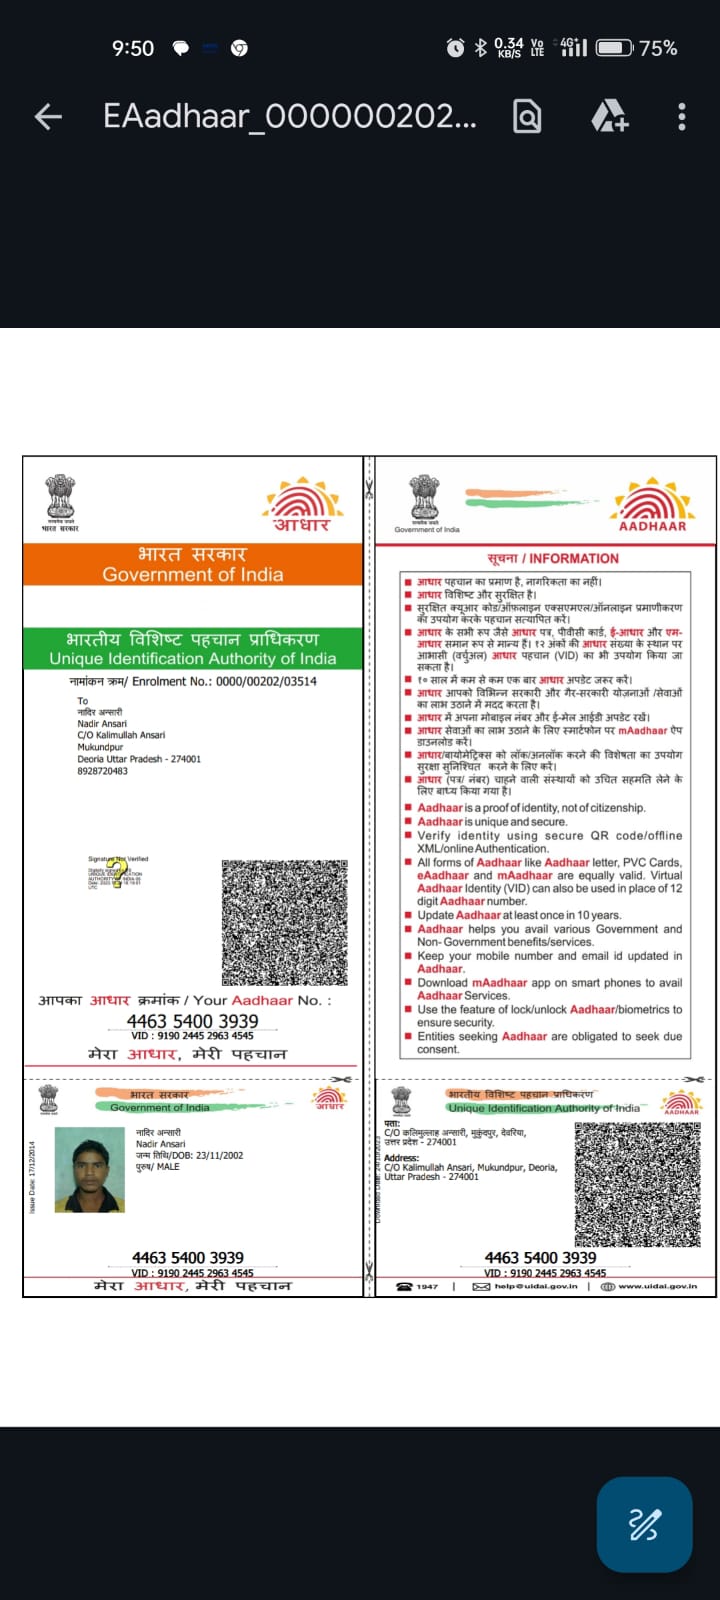 9:50
0.34 KB/S Vo LTE 4G+ 75%
EAadhaar_000000202...
भारत सरकार
आधार
भारत सरकार
Government of India
भारतीय विशिष्ट पहचान प्राधिकरण
Unique Identification Authority of India
नामांकन क्रम/ Enrolment No.: 0000/00202/03514
To
नादिर अन्सारी
Nadir Ansari
C/O Kalimullah Ansari
Mukundpur
Deoria Uttar Pradesh - 274001
8928720483
Signature Not Verified
आपका आधार क्रमांक / Your Aadhaar No. :
4463 5400 3939
VID : 9190 2445 2963 4545
मेरा आधार, मेरी पहचान
Government of India
AADHAAR
सूचना / INFORMATION
आधार पहचान का प्रमाण है, नागरिकता का नहीं।
आधार विशिष्ट और सुरक्षित है।
सुरक्षित क्यूआर कोड/ऑफ़लाइन एक्सएमएल/ऑनलाइन प्रमाणीकरण
का उपयोग करके पहचान सत्यापित करें।
आधार के सभी रूप जैसे आधार पत्र, पीवीसी कार्ड, ई-आधार और एम-
आधार समान रूप से मान्य हैं। १२ अंकों की आधार संख्या के स्थान पर
आभासी (वर्चुअल) आधार पहचान (VID) का भी उपयोग किया जा
सकता है।
१० साल में कम से कम एक बार आधार अपडेट जरूर करें।
आधार आपको विभिन्न सरकारी और गैर-सरकारी योजनाओं /सेवाओं
का लाभ उठाने में मदद करता है।
आधार में अपना मोबाइल नंबर और ई-मेल आईडी अपडेट रखें।
आधार सेवाओं का लाभ उठाने के लिए स्मार्टफोन पर mAadhaar ऐप
डाउनलोड करें।
आधार/बायोमेट्रिक्स को लॉक/अनलॉक करने की विशेषता का उपयोग
सुरक्षा सुनिश्चित करने के लिए करें।
आधार (पत्र/ नंबर) चाहने वाली संस्थायों को उचित सहमति लेने के
लिए बाध्य किया गया है।
Aadhaar is a proof of identity, not of citizenship.
Aadhaar is unique and secure.
Verify identity using secure QR code/offline
XML/online Authentication.
All forms of Aadhaar like Aadhaar letter, PVC Cards,
eAadhaar and mAadhaar are equally valid. Virtual
Aadhaar Identity (VID) can also be used in place of 12
digit Aadhaar number.
Update Aadhaar at least once in 10 years.
Aadhaar helps you avail various Government and
Non- Government benefits/services.
Keep your mobile number and email id updated in
Aadhaar.
Download mAadhaar app on smart phones to avail
Aadhaar Services.
Use the feature of lock/unlock Aadhaar/biometrics to
ensure security.
Entities seeking Aadhaar are obligated to seek due
consent.
भारत सरकार
Government of India
आधार
Issue Date: 17/12/2014
नादिर अन्सारी
Nadir Ansari
जन्म तिथि/DOB: 23/11/2002
पुरुष/ MALE
4463 5400 3939
VID : 9190 2445 2963 4545
मेरा आधार, मेरी पहचान
भारतीय विशिष्ट पहचान प्राधिकरण
Unique Identification Authority of India
AADHAAR
पता:
C/O कलिमुल्लाह अन्सारी, मुकुंदपुर, देवरिया,
उत्तर प्रदेश - 274001
Address:
C/O Kalimullah Ansari, Mukundpur, Deoria,
Uttar Pradesh - 274001
4463 5400 3939
VID : 9190 2445 2963 4545
1947 | help@uidai.gov.in | www.uidai.gov.in